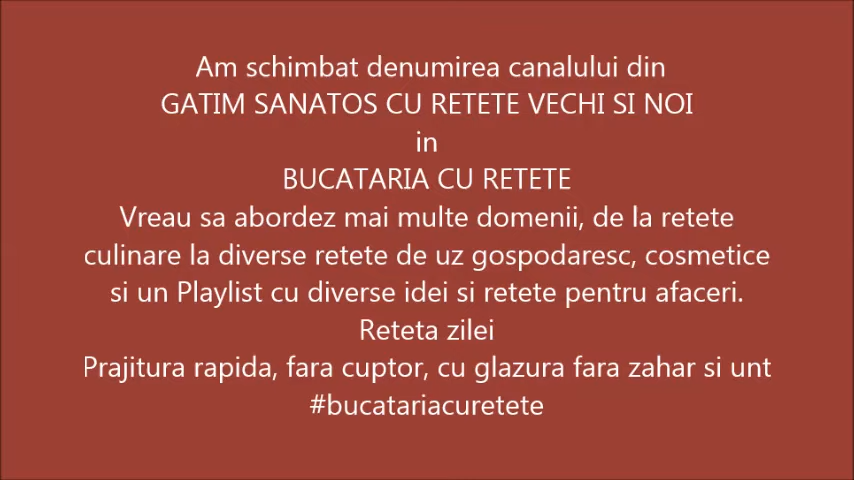 Am schimbat denumirea canalului din
GATIM SANATOS CU RETETE VECHI SI NOI
in
BUCATARIA CU RETETE
Vreau sa abordez mai multe domenii, de la retete
culinare la diverse retete de uz gospodaresc, cosmetice
si un Playlist cu diverse idei si retete pentru afaceri.
Reteta zilei
Prajitura rapida, fara cuptor, cu glazura fara zahar si unt
#bucatariacuretete